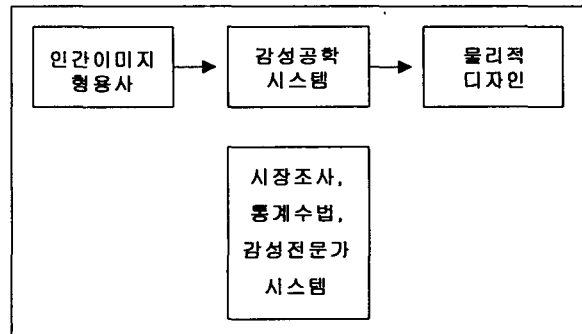 인간이미지
형용사
감성공학
시스템
물리적
디자인
시장조사,
통계수법,
감성전문가
시스템